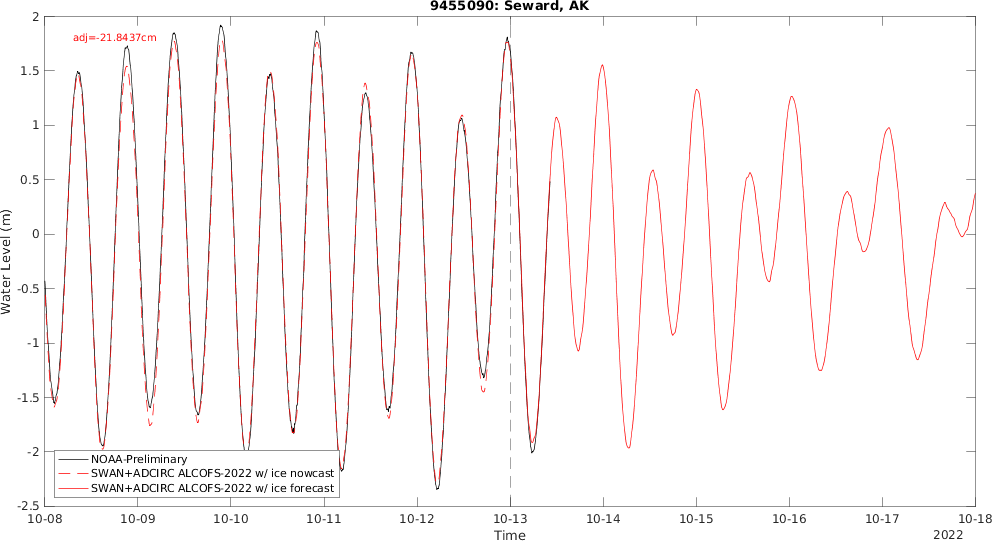 9455090: Seward, AK
adj=-21.8437cm
2
1.5
1
0.5
0
-0.5
-1
-1.5
-2
-2.5
Water Level (m)
NOAA-Preliminary
SWAN+ADCIRC ALCOFS-2022 w/ ice nowcast
SWAN+ADCIRC ALCOFS-2022 w/ ice forecast
10-08 10-09 10-10 10-11 10-12 10-13 10-14 10-15 10-16 10-17 10-18
Time
2022